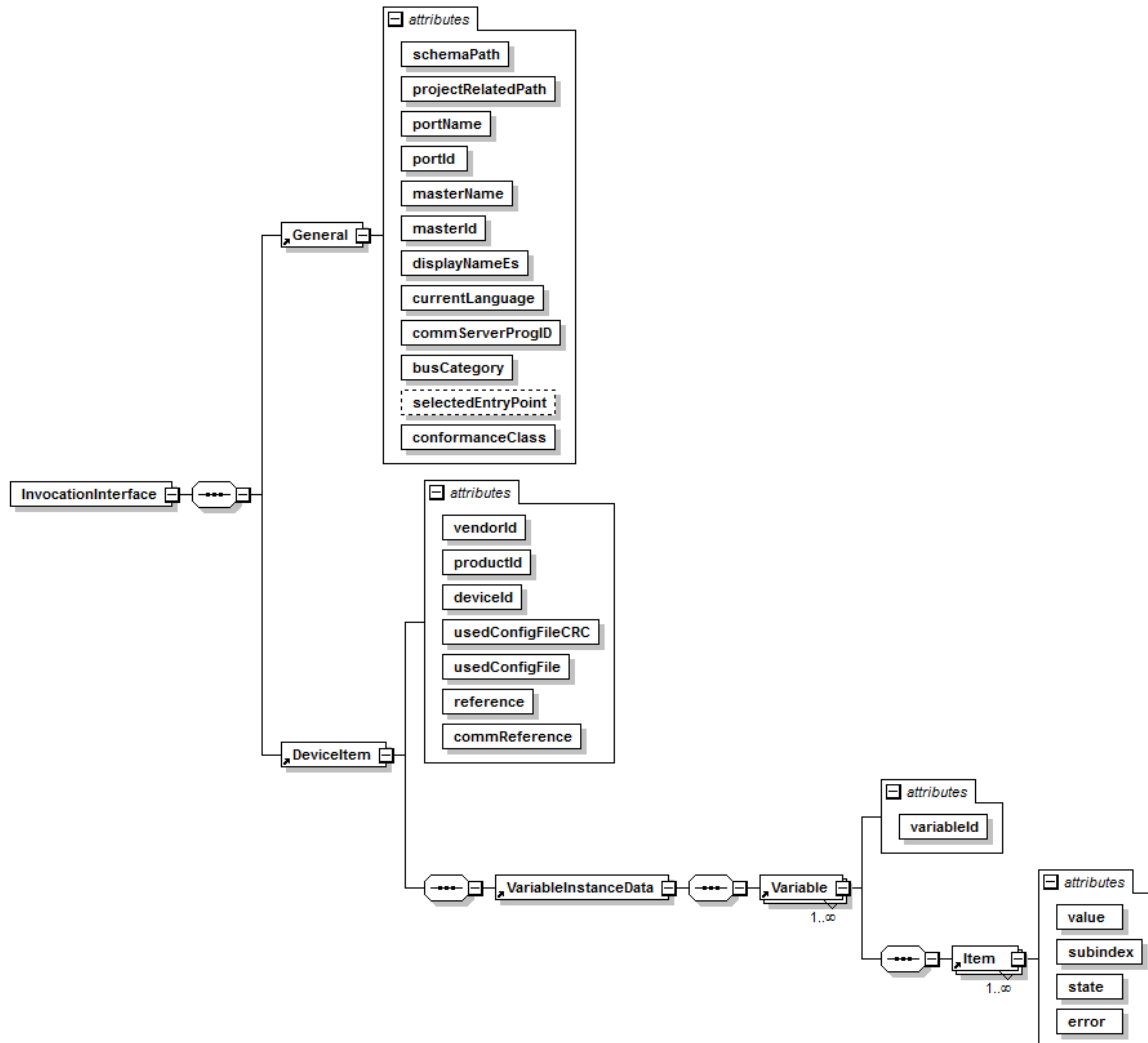 attributes
schemaPath
projectRelatedPath
portName
portId
masterName
General
masterId
displayNameEs
currentLanguage
commServerProgID
busCategory
selectedEntryPoint
conformanceClass
InvocationInterface
attributes
vendorId
productId
deviceId
usedConfigFileCRC
usedConfigFile
reference
commReference
DeviceItem
VariableInstanceData
Variable
1..∞
attributes
variableId
Item
1..∞
attributes
value
subindex
state
error